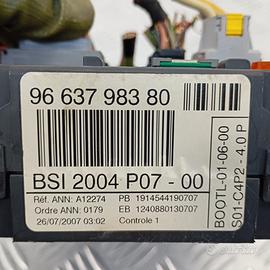 96 637 983 80
BSI 2004 P07 - 00
Réf. ANN: A12274 PB 1914544190707
Ordre ANN: 0179 EB 1240880130707
26/07/2007 03:02 Controle 1
BOOTL-01-06-00
S01-C4P2 - 4.0 P
subito